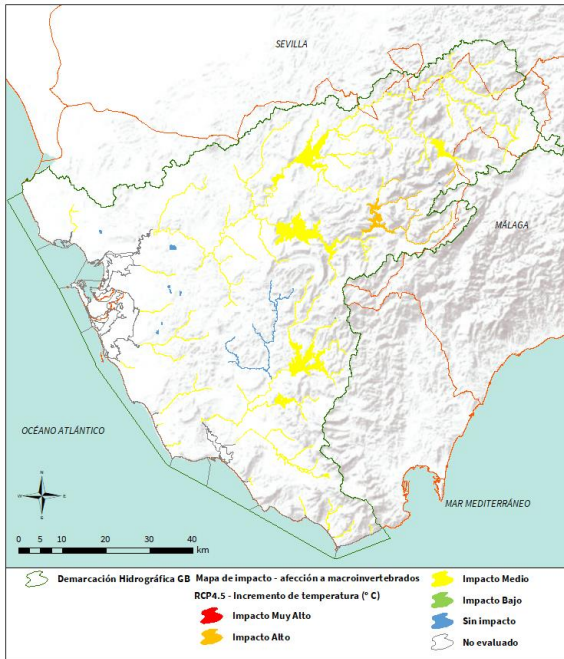 SEVILLA
MÁLAGA
OCÉANO ATLÁNTICO
MAR MEDITERRÁNEO
N
S
0 5 10 20 30 40
km
Demarcación Hidrográfica GB
Mapa de impacto - afección a macroinvertebrados
RCP4.5 - Incremento de temperatura (º C)
Impacto Muy Alto
Impacto Alto
Impacto Medio
Impacto Bajo
Sin impacto
No evaluado